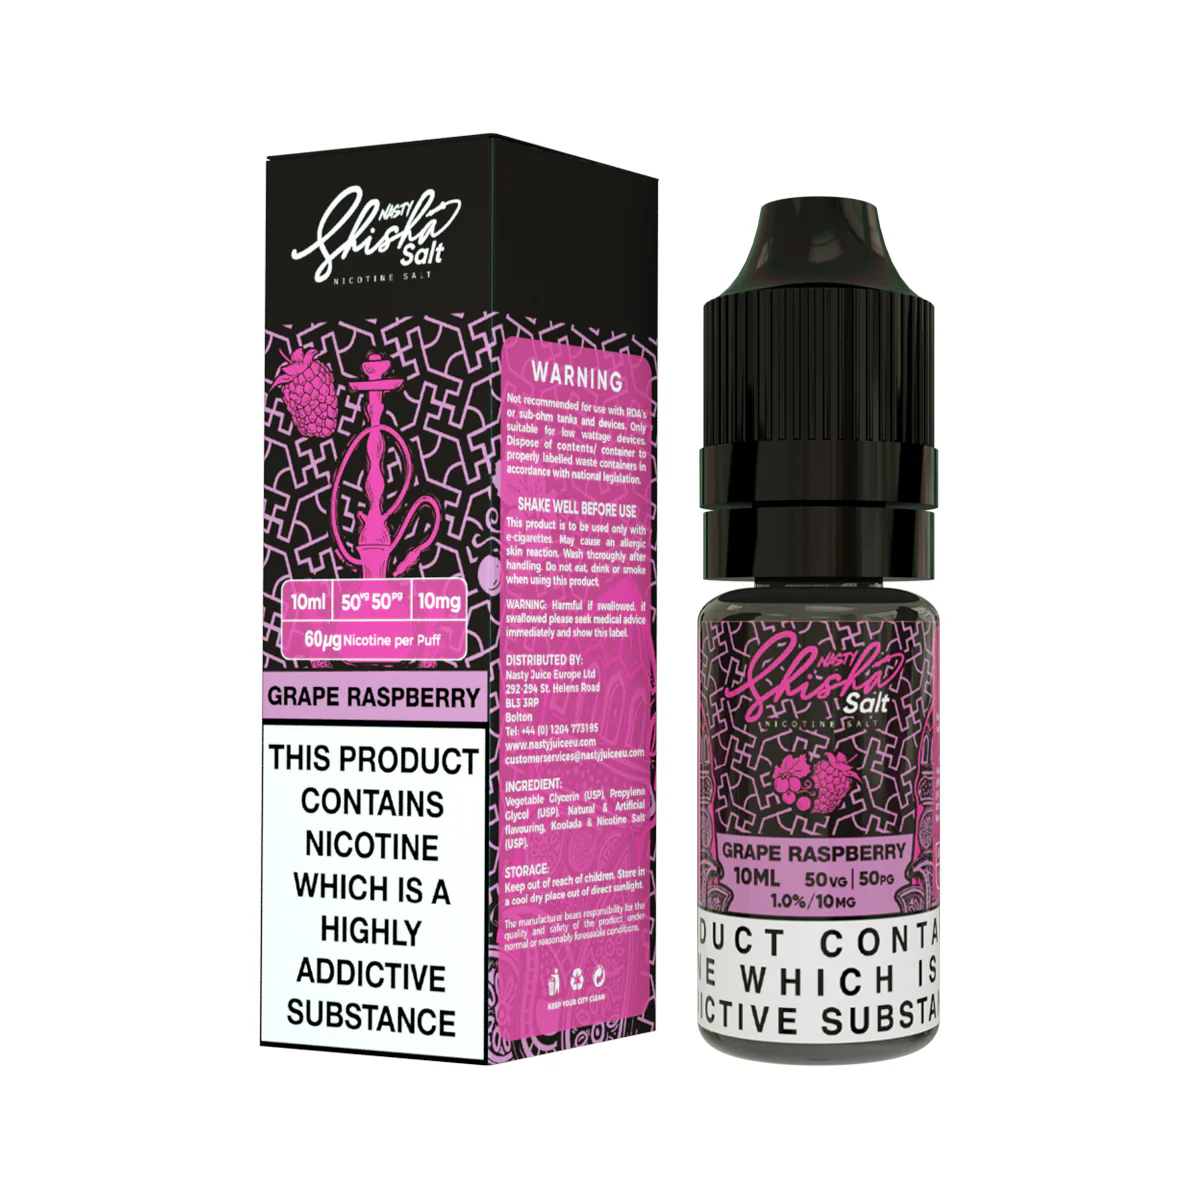 NASTY
Shisha
Salt
NICOTINE SALT
10ml
50vg 50pg
10mg
60µg Nicotine per Puff
GRAPE RASPBERRY
THIS PRODUCT
CONTAINS
NICOTINE
WHICH IS A
HIGHLY
ADDICTIVE
SUBSTANCE
WARNING
Not recommended for use with RDA's
or sub-ohm tanks and devices. Only
suitable for low wattage devices.
Dispose of contents/ container to
properly labelled waste containers in
accordance with national legislation.
SHAKE WELL BEFORE USE
This product is to be used only with
e-cigarettes. May cause an allergic
skin reaction. Wash thoroughly after
handling. Do not eat, drink or smoke
when using this product.
WARNING: Harmful if swallowed. if
swallowed please seek medical advice
immediately and show this label.
DISTRIBUTED BY:
Nasty Juice Europe Ltd
292-294 St. Helens Road
BL3 3RP
Bolton
Tel: +44 (0) 1204 773195
www.nastyjuiceeu.com
customerservices@nastyjuiceeu.com
INGREDIENT:
Vegetable Glycerin (USP), Propylene
Glycol (USP), Natural & Artificial
flavouring, Koolada & Nicotine Salt
(USP).
STORAGE:
Keep out of reach of children. Store in
a cool dry place out of direct sunlight.
The manufacturer bears responsibility for the
quality and safety of the product under
normal or reasonably foreseeable conditions.
KEEP YOUR CITY CLEAN
NASTY
Shisha
Salt
NICOTINE SALT
GRAPE RASPBERRY
10ML 50VG | 50PG
1.0%/10MG
DUCT CONTA
NE WHICH IS
ICTIVE SUBSTA